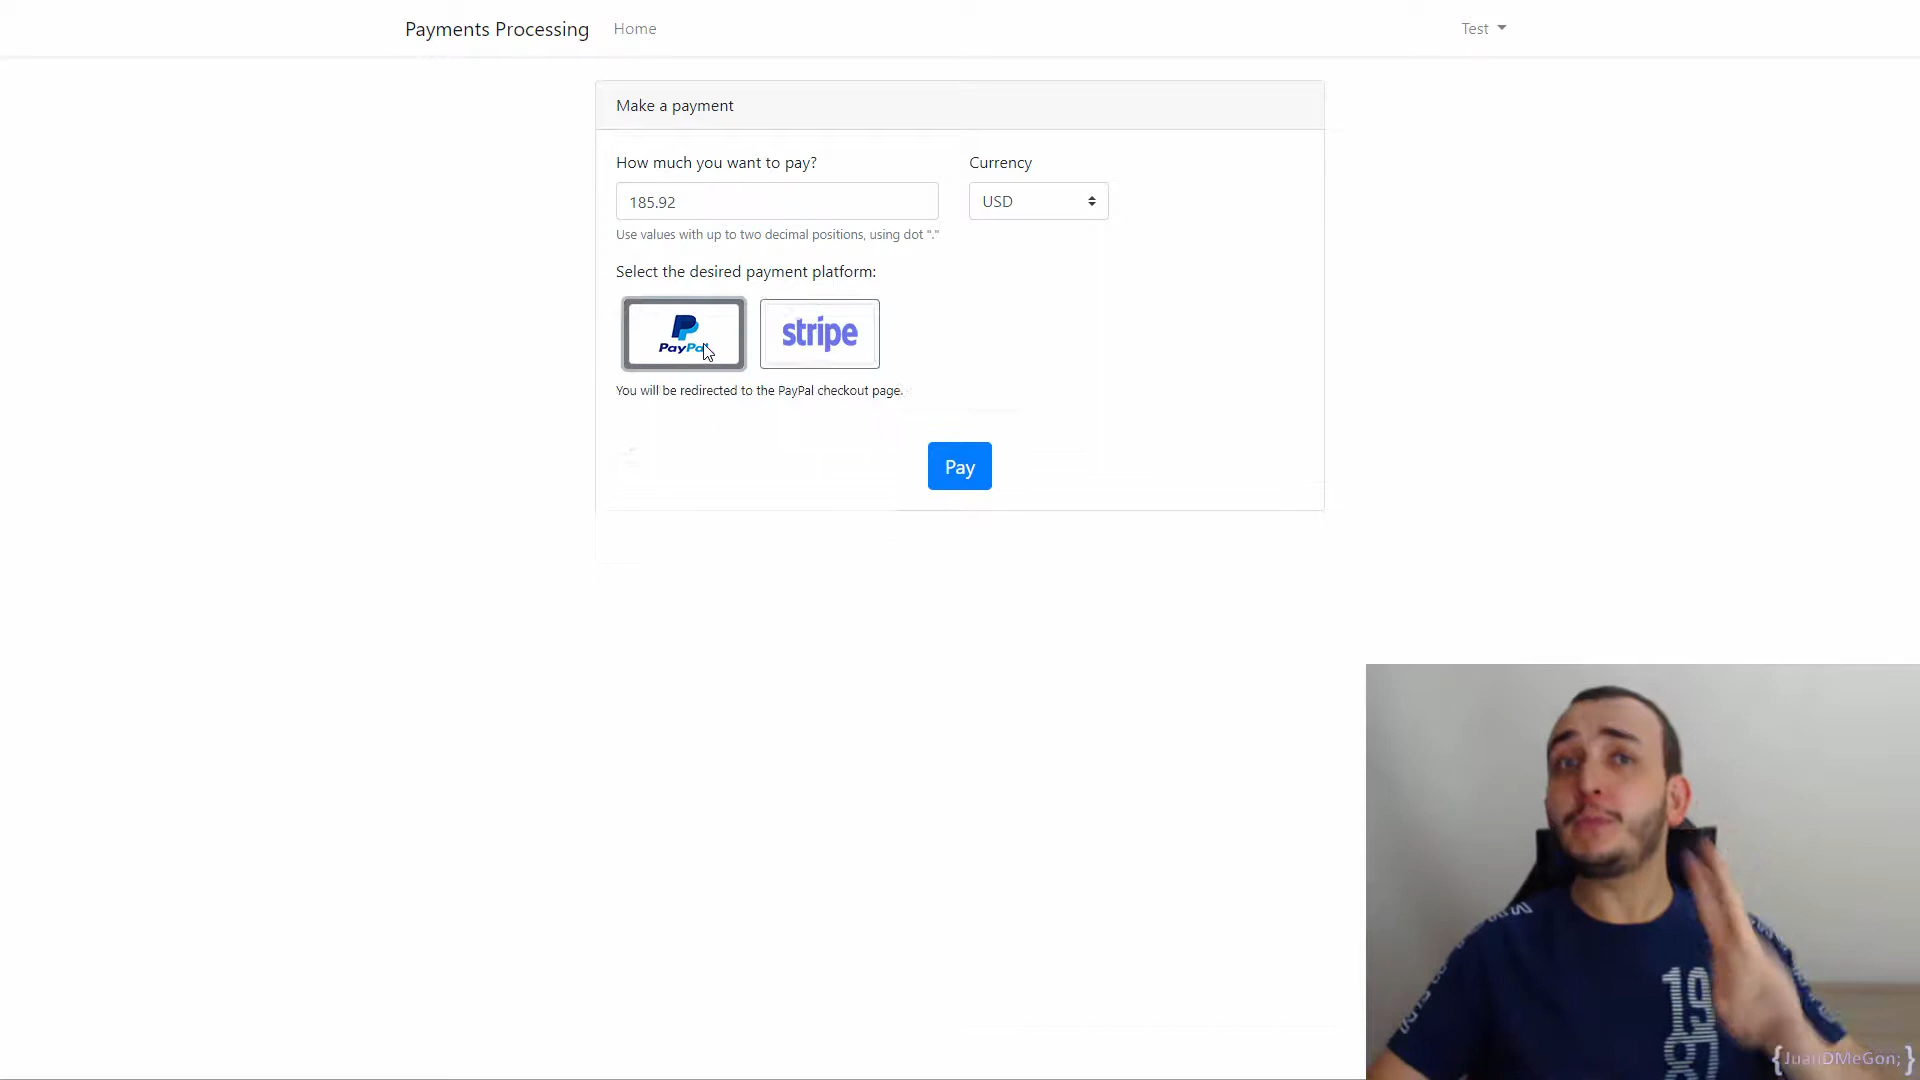 Payments Processing Home Test
Make a payment
How much you want to pay? Currency
185.92 USD
Use values with up to two decimal positions, using dot "."
Select the desired payment platform:
PayPal stripe
You will be redirected to the PayPal checkout page.
Pay
19
{JuanDMeGon;}